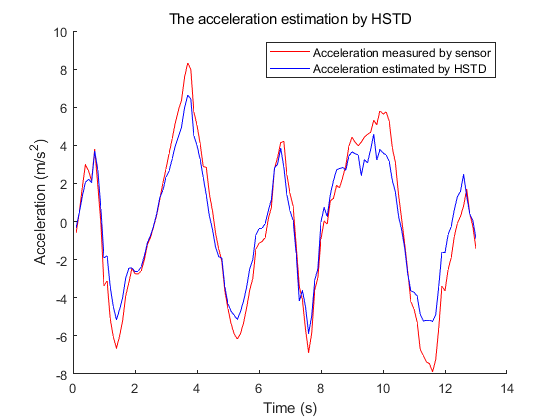 The acceleration estimation by HSTD
10
Acceleration measured by sensor
Acceleration estimated by HSTD
8
6
4
2
0
-2
-4
-6
-8
Acceleration (m/s²)
0 2 4 6 8 10 12 14
Time (s)